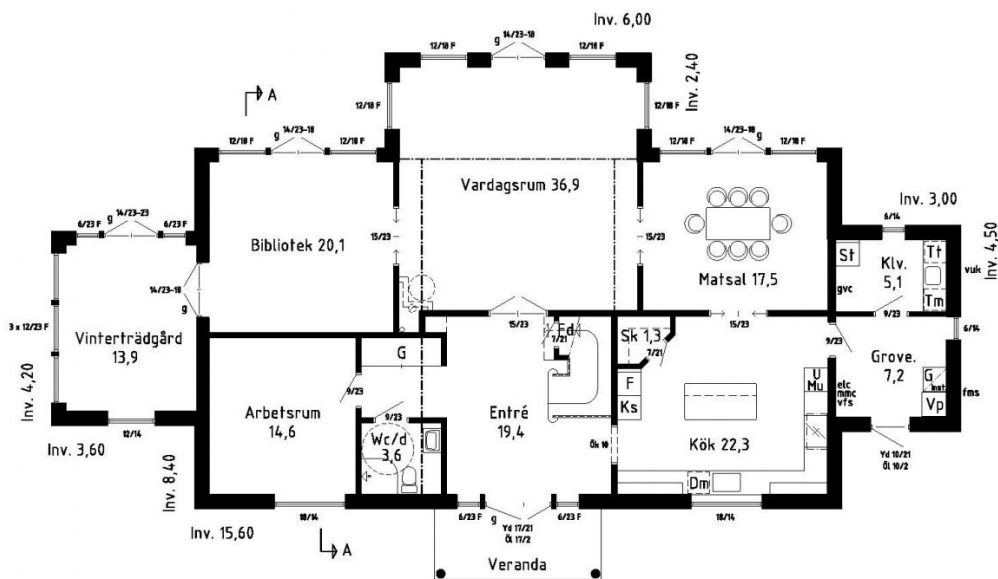 Inv. 6,00
14/23-18
g
12/18 F
12/18 F
Inv. 2,40
A
12/18 F
12/18 F
14/23-18
g
12/18 F
12/18 F
14/23-18
g
12/18 F
12/18 F
Vardagsrum 36,9
Inv. 3,00
6/14
14/23-23
g
6/23 F
6/23 F
Bibliotek 20,1
15/23
15/23
Matsal 17,5
St
Klv.
5,1
Tt
Tm
gvc
vuk
Inv. 4,50
14/23-18
g
3 x 12/23 F
Vinterträdgård
13,9
15/23
Ed
7/21
Sk 1,3
7/21
15/23
9/23
9/23
6/14
Grove.
7,2
G
Inst
Vp
fms
elc
mmc
vfs
U
Mu
G
9/23
Arbetsrum
14,6
9/23
Wc/d
3,6
Entré
19,4
F
Ks
Kök 22,3
Ök 10
Dm
Inv. 4,20
12/14
Inv. 3,60
Yd 10/21
Öl 10/2
Inv. 8,40
18/14
6/23 F
g
Yd 17/21
Öl 17/2
6/23 F
18/14
Inv. 15,60
A
Veranda